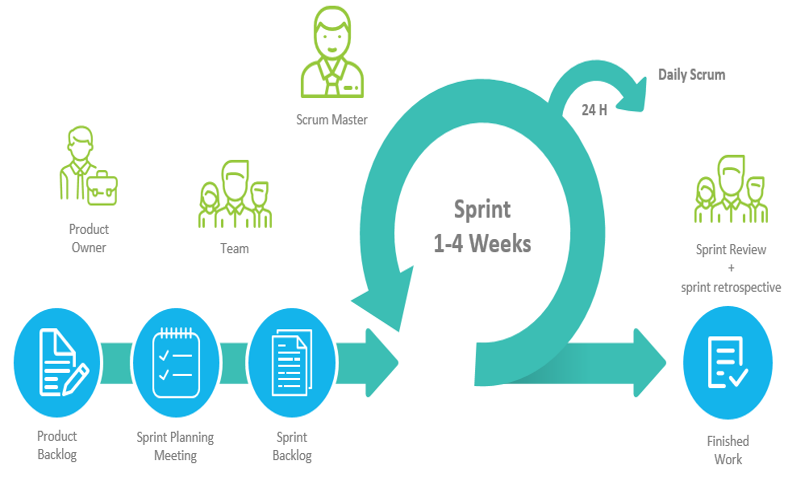 Scrum Master
Daily Scrum
24 H
Product
Owner
Team
Sprint
1-4 Weeks
Sprint Review
+
sprint retrospective
Product
Backlog
Sprint Planning
Meeting
Sprint
Backlog
Finished
Work